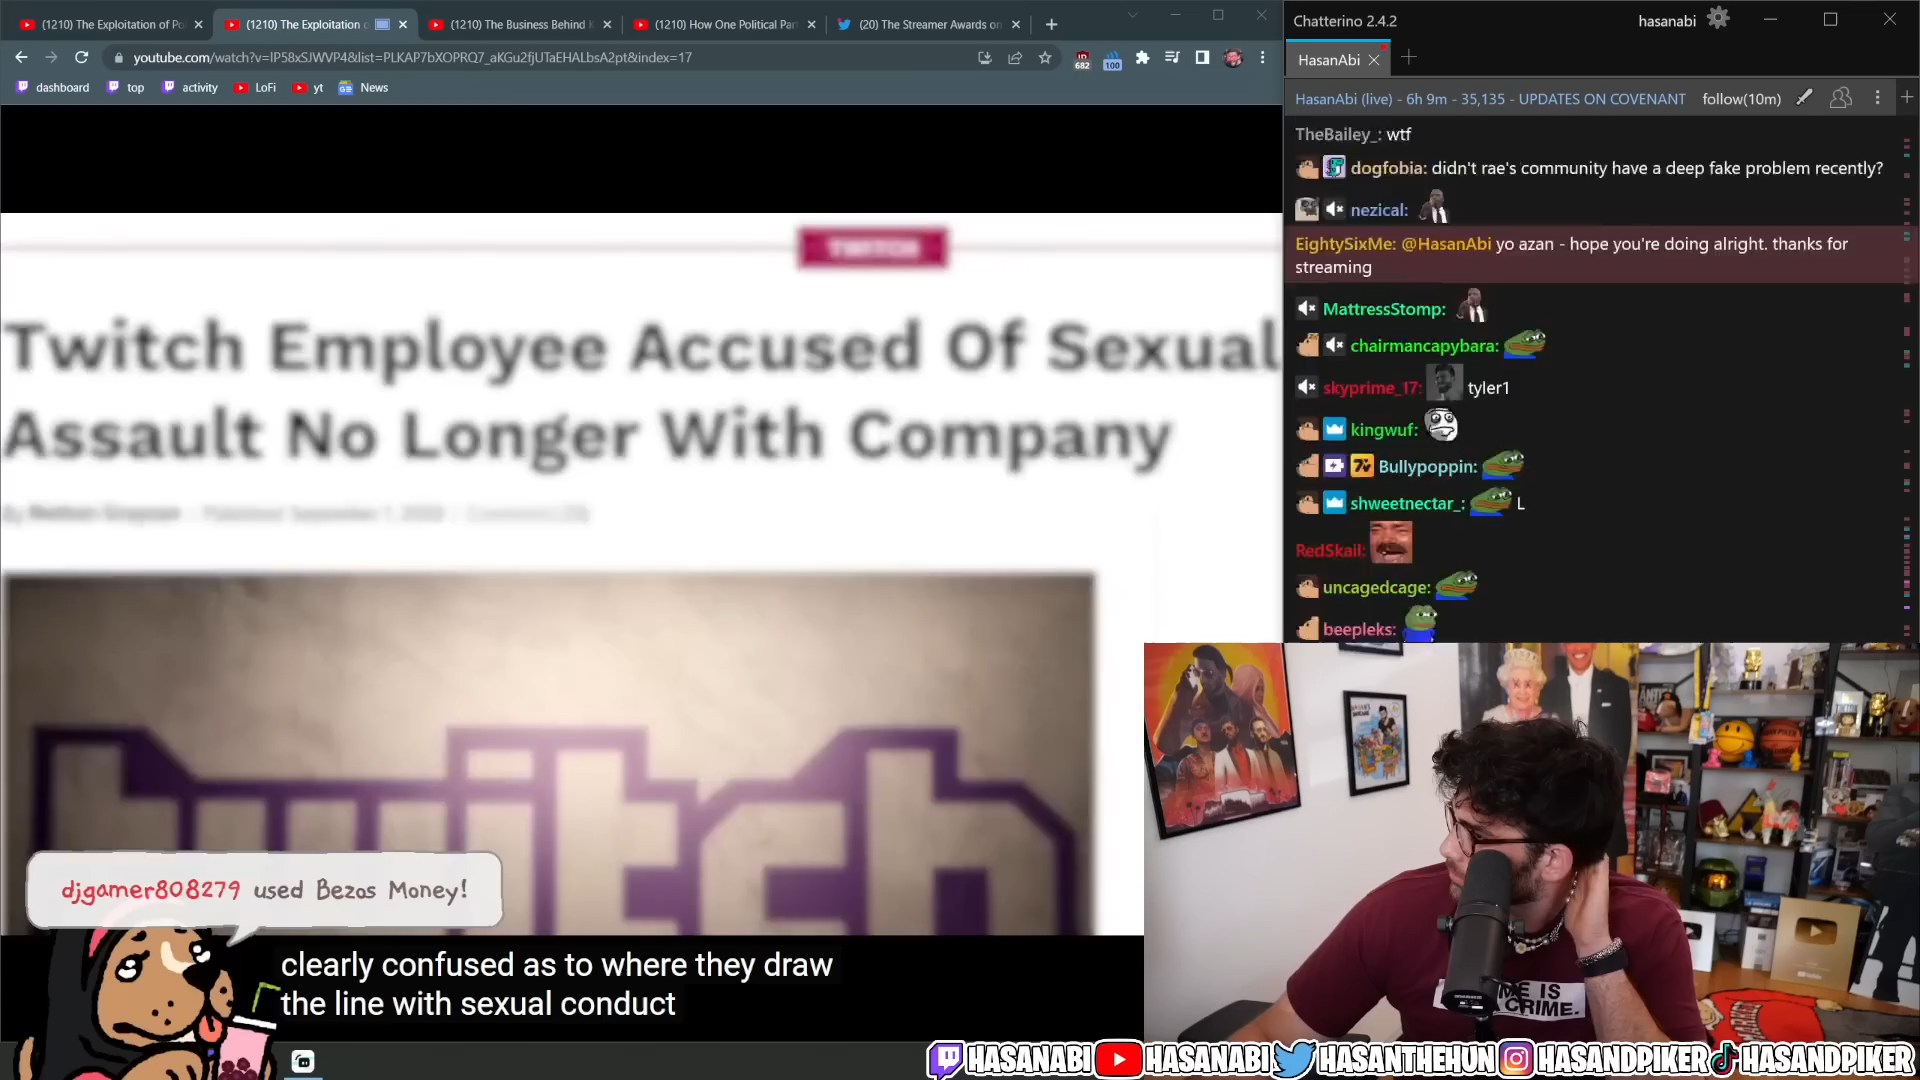 (1210) The Exploitation of Po
(1210) The Exploitation o
(1210) The Business Behind
(1210) How One Political Par
(20) The Streamer Awards on
youtube.com/watch?v=IP58xSJWVP4&list=PLKAP7bXOPRQ7_aKGu2fjUTaEHALbsA2pt&index=17
682
100
dashboard
top
activity
LoFi
yt
News
TWITCH
Twitch Employee Accused Of Sexual
Assault No Longer With Company
twitch
djgamer808279 used Bezos Money!
clearly confused as to where they draw
the line with sexual conduct
Chatterino 2.4.2
hasanabi
HasanAbi
HasanAbi (live) - 6h 9m - 35,135 - UPDATES ON COVENANT
follow(10m)
TheBailey_: wtf
dogfobia: didn't rae's community have a deep fake problem recently?
nezical:
EightySixMe: @HasanAbi yo azan - hope you're doing alright. thanks for
streaming
MattressStomp:
chairmancapybara:
skyprime_17: tyler1
kingwuf:
Bullypoppin:
shweetnectar_: L
RedSkail:
uncagedcage:
beepleks:
ME IS
CRIME.
HASANABI
HASANABI
HASANTHEHUN
HASANDPIKER
HASANDPIKER